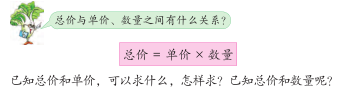 总价与单价、数量之间有什么关系？
总价 = 单价 × 数量
已知总价和单价，可以求什么，怎样求？已知总价和数量呢？